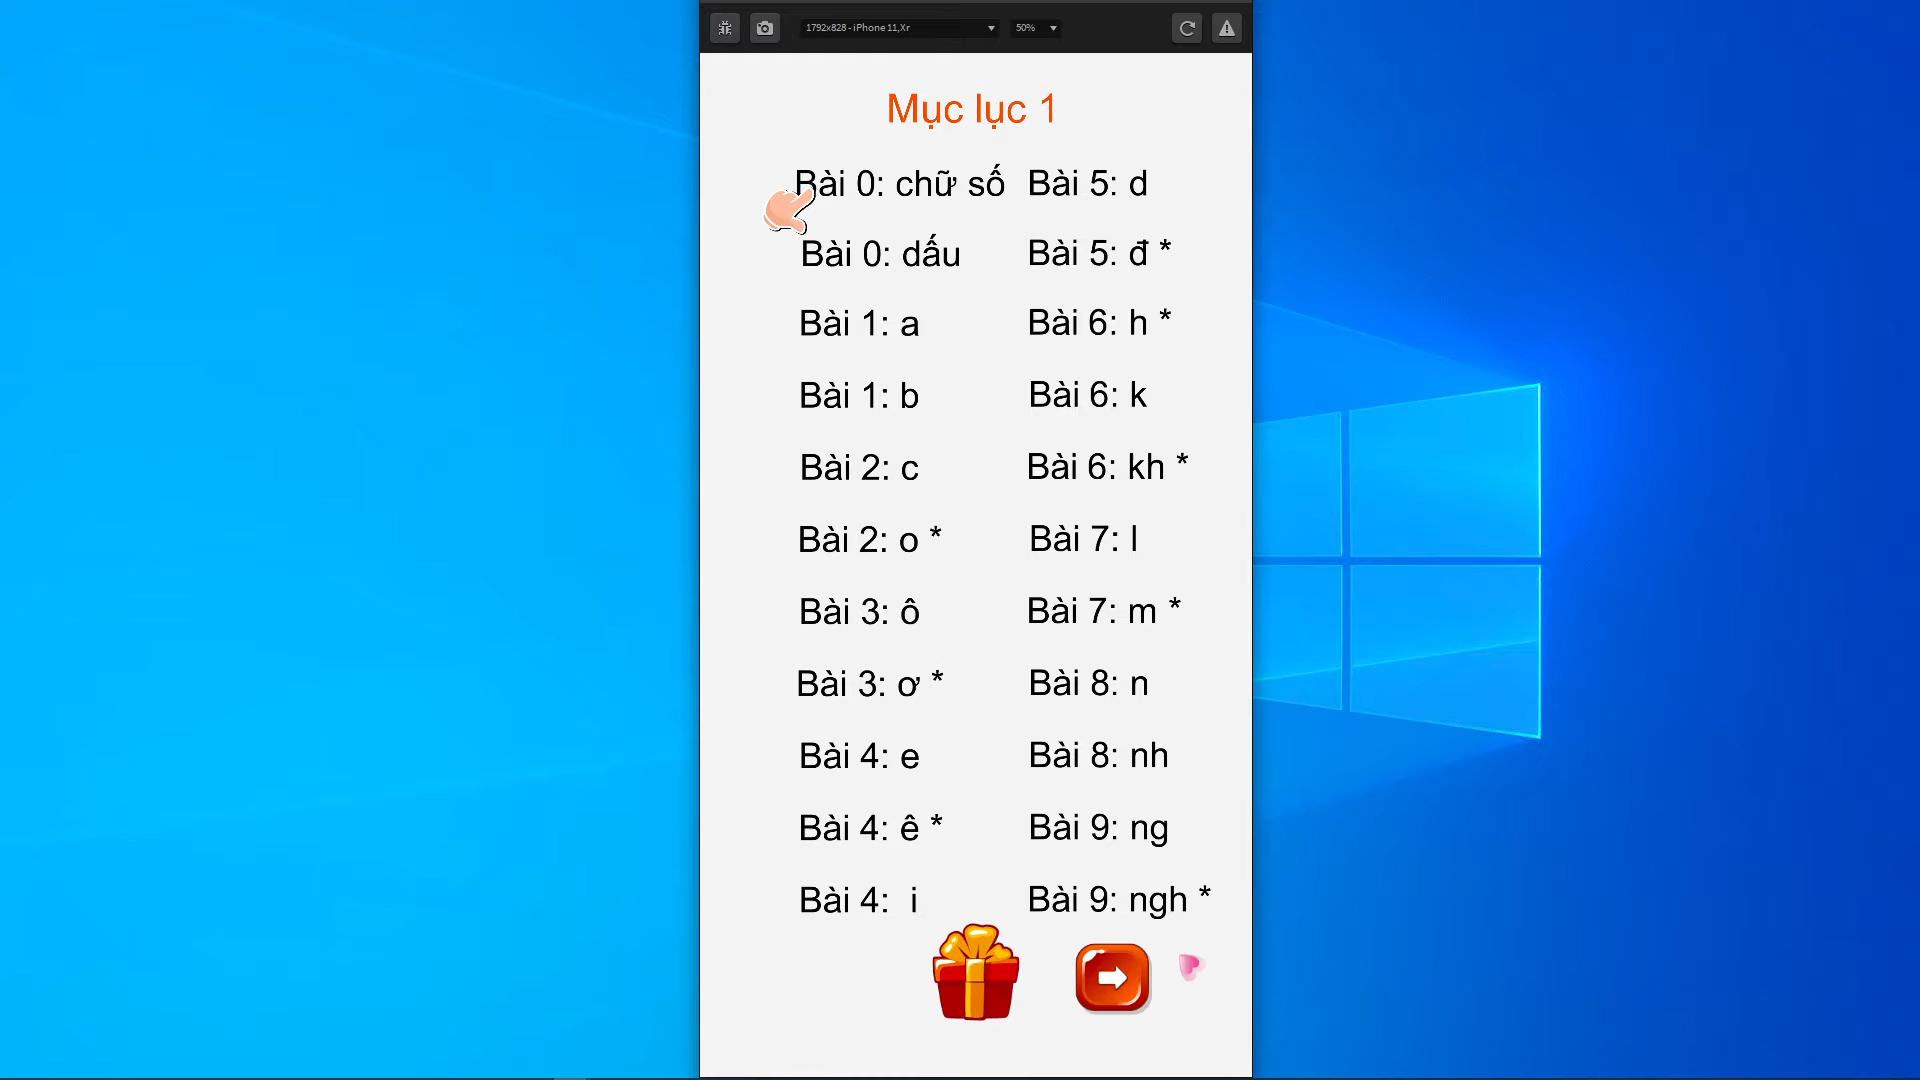 1792x828 - iPhone 11,Xr
50%
Mục lục 1
Bài 0: chữ số
Bài 0: dấu
Bài 1: a
Bài 1: b
Bài 2: c
Bài 2: o *
Bài 3: ô
Bài 3: ơ *
Bài 4: e
Bài 4: ê *
Bài 4: i
Bài 5: d
Bài 5: đ *
Bài 6: h *
Bài 6: k
Bài 6: kh *
Bài 7: l
Bài 7: m *
Bài 8: n
Bài 8: nh
Bài 9: ng
Bài 9: ngh *